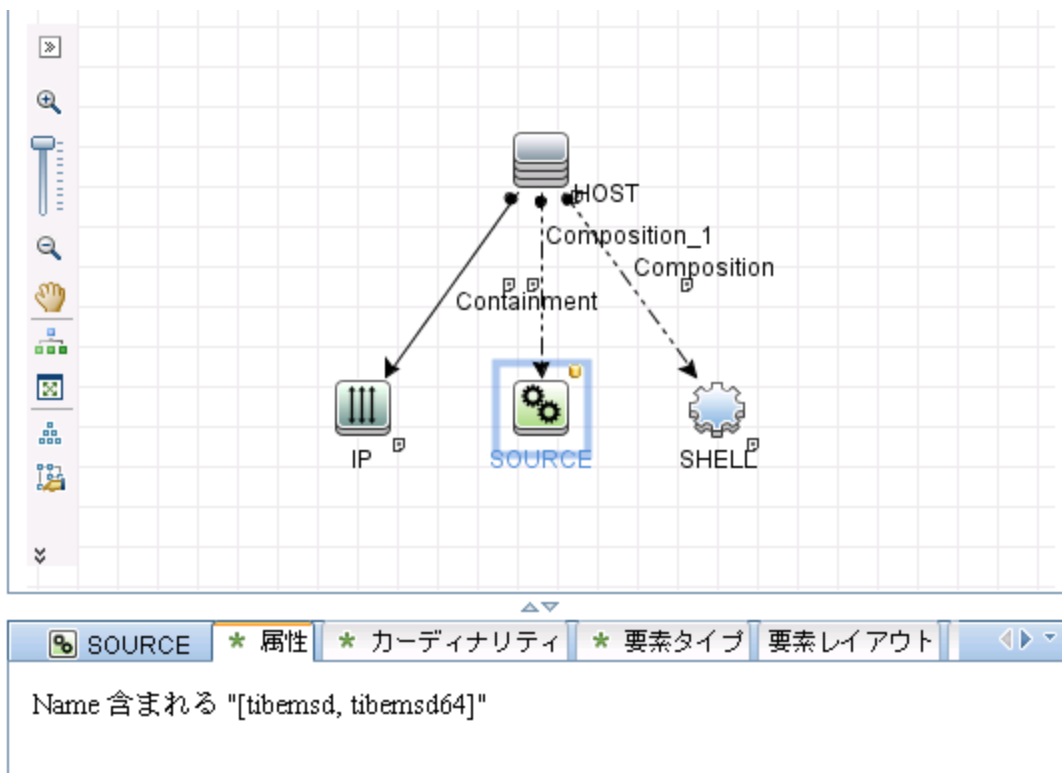 HOST
Composition_1
Composition
Containment
IP
SOURCE
SHELL
SOURCE * 属性 * カーディナリティ * 要素タイプ 要素レイアウト
Name 含まれる "[tibemsd, tibemsd64]"